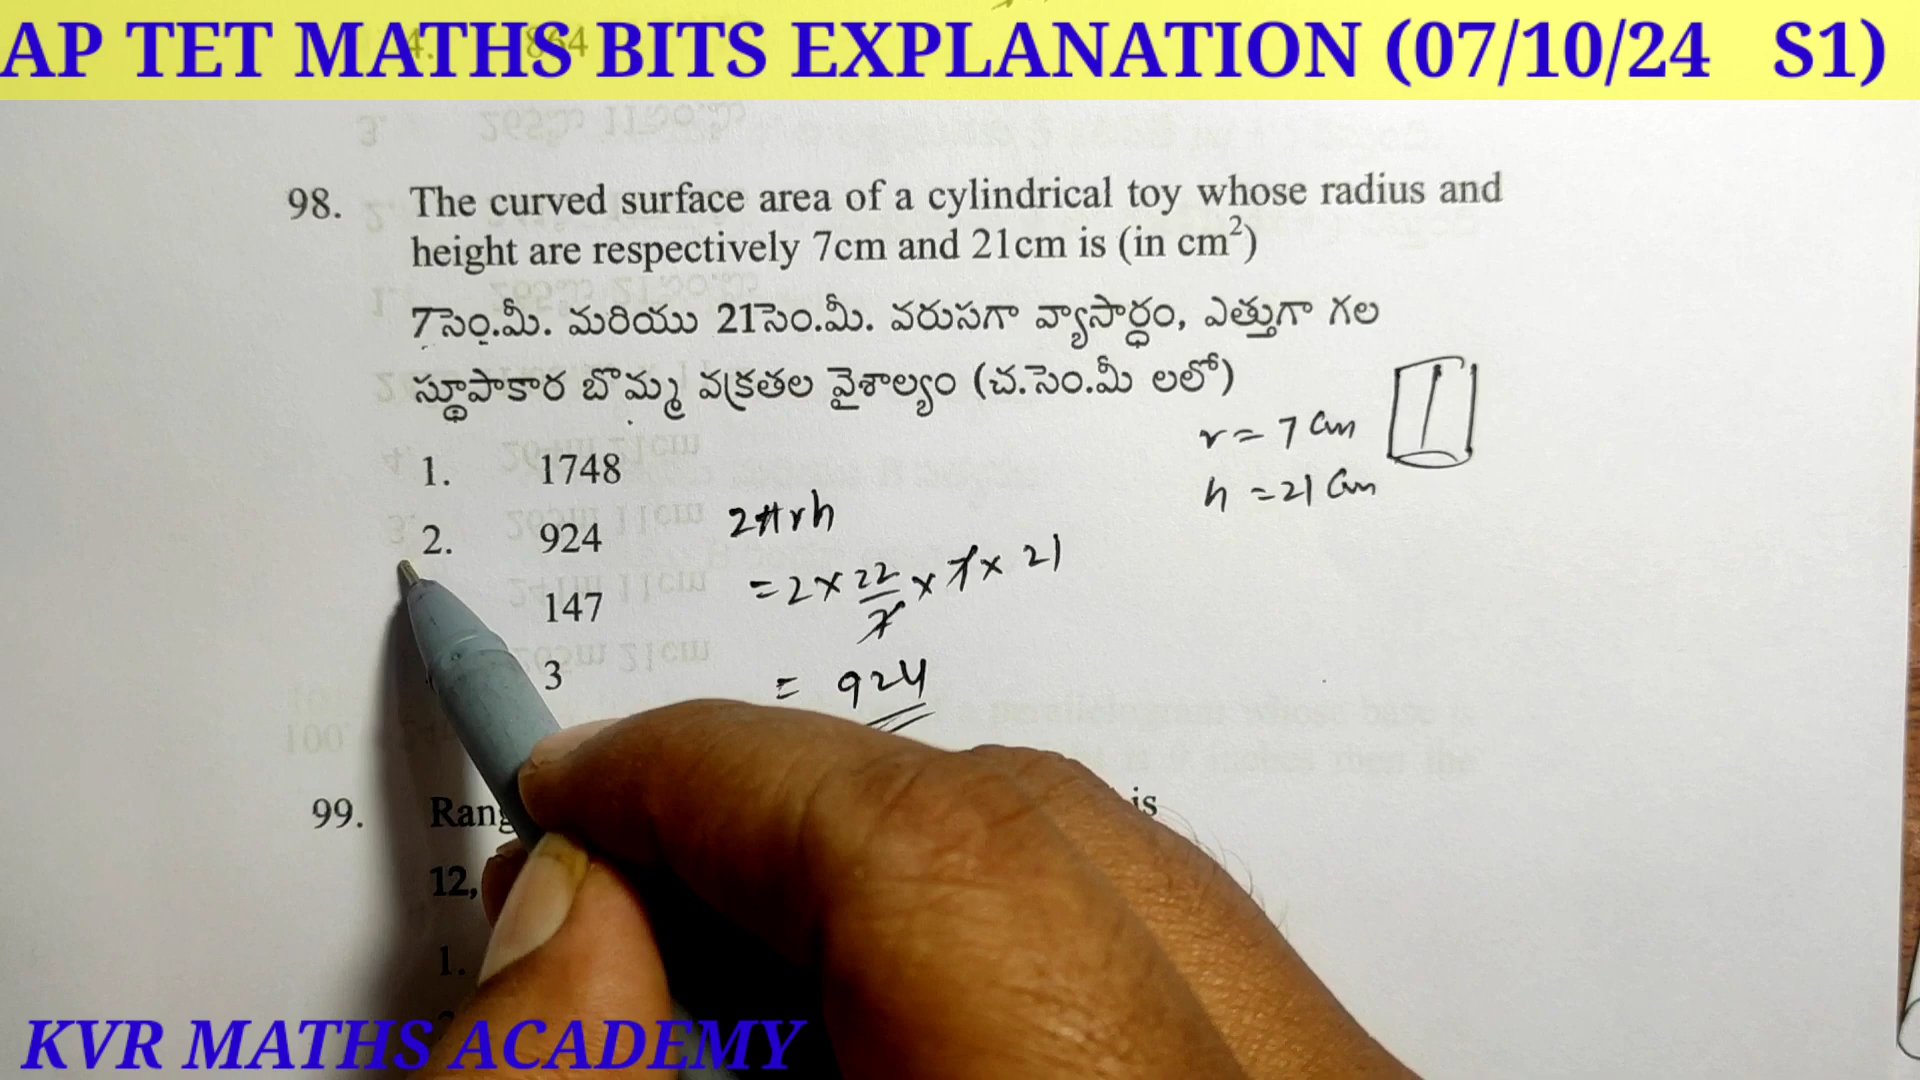 AP TET MATHS BITS EXPLANATION (07/10/24 S1)
4. 864
98. The curved surface area of a cylindrical toy whose radius and
height are respectively 7cm and 21cm is (in cm²)
7సెం.మీ. మరియు 21సెం.మీ. వరుసగా వ్యాసార్ధం, ఎత్తుగా గల
స్థూపాకార బొమ్మ వక్రతల వైశాల్యం (చ.సెం.మీ లలో)
r = 7 cm
h = 21 cm
1. 1748
2. 924
147
3
2πrh
= 2 × 22/7 × 7 × 21
= 924
99. is
12,
1.
KVR MATHS ACADEMY